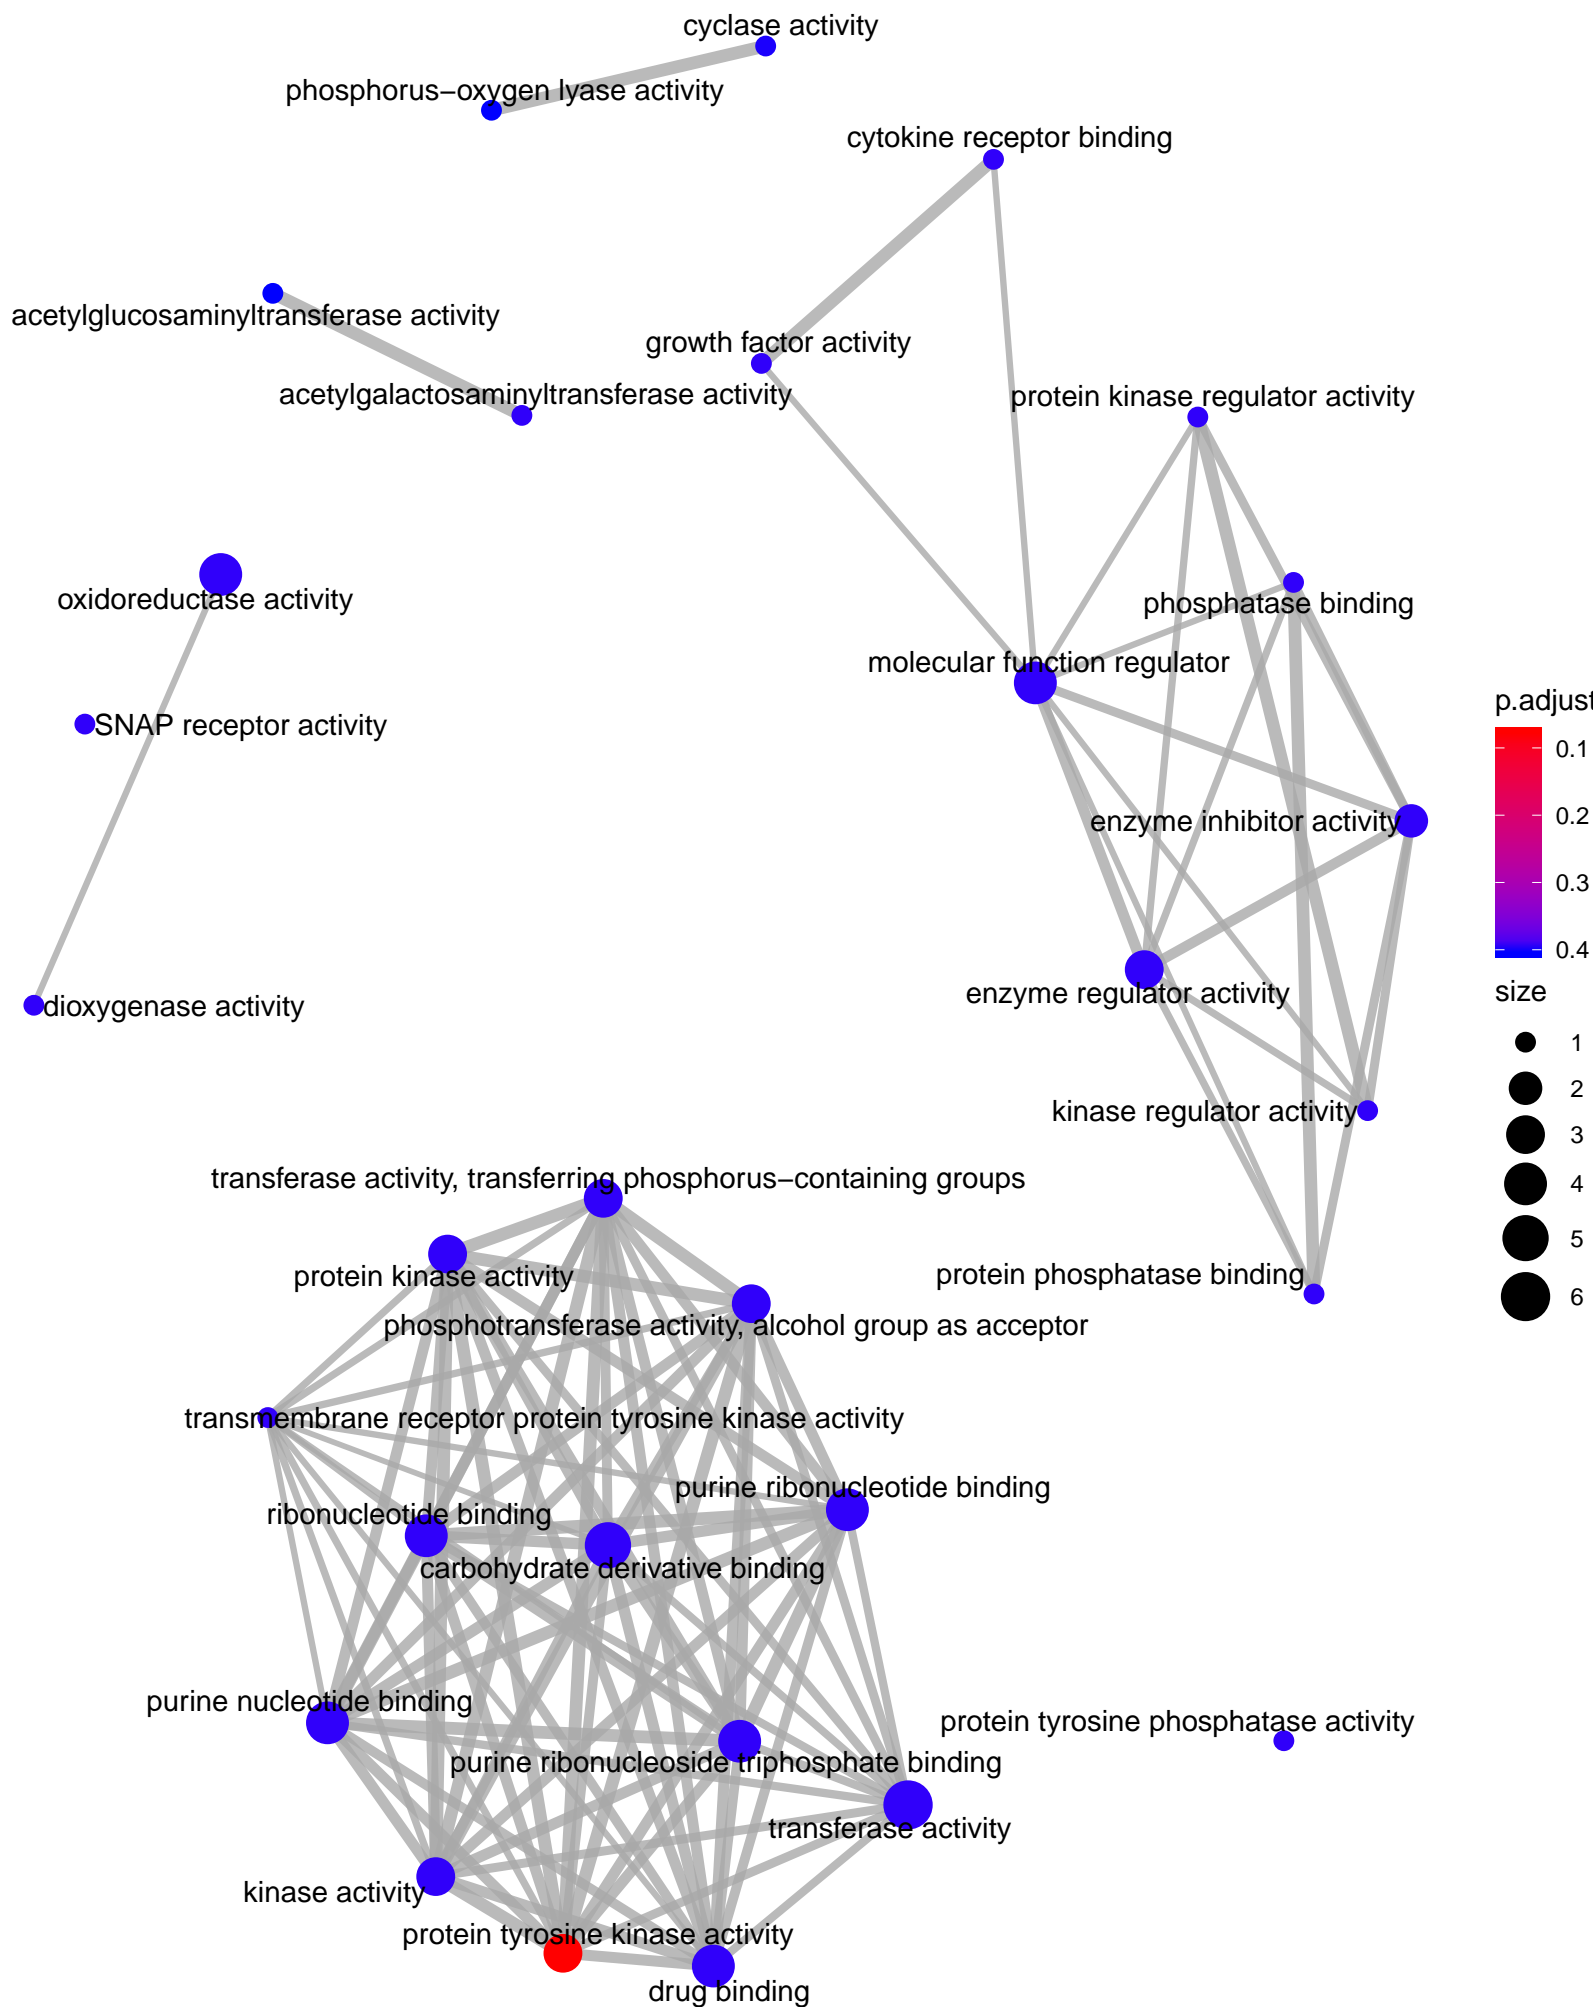 cyclase activity
phosphorus−oxygen lyase activity
cytokine receptor binding
acetylglucosaminyltransferase activity
growth factor activity
acetylgalactosaminyltransferase activity
protein kinase regulator activity
oxidoreductase activity
phosphatase binding
molecular function regulator
SNAP receptor activity
enzyme inhibitor activity
enzyme regulator activity
dioxygenase activity
kinase regulator activity
transferase activity, transferring phosphorus−containing groups
protein kinase activity
protein phosphatase binding
phosphotransferase activity, alcohol group as acceptor
transmembrane receptor protein tyrosine kinase activity
purine ribonucleotide binding
ribonucleotide binding
carbohydrate derivative binding
purine nucleotide binding
protein tyrosine phosphatase activity
purine ribonucleoside triphosphate binding
transferase activity
kinase activity
protein tyrosine kinase activity
drug binding
p.adjust
0.1
0.2
0.3
0.4
size
1
2
3
4
5
6